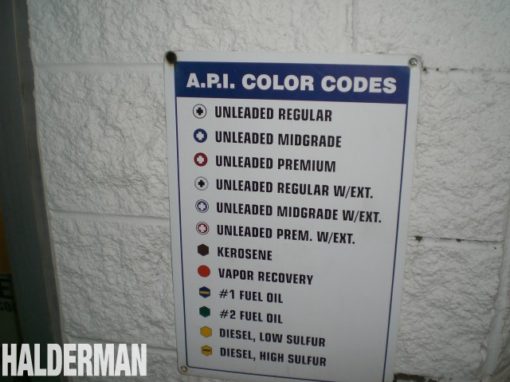 A.P.I. COLOR CODES
UNLEADED REGULAR
UNLEADED MIDGRADE
UNLEADED PREMIUM
UNLEADED REGULAR W/EXT.
UNLEADED MIDGRADE W/EXT.
UNLEADED PREM. W/EXT.
KEROSENE
VAPOR RECOVERY
#1 FUEL OIL
#2 FUEL OIL
DIESEL, LOW SULFUR
DIESEL, HIGH SULFUR
HALDERMAN